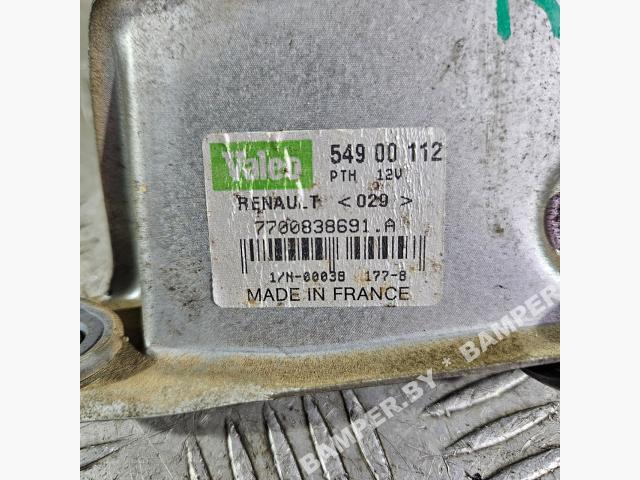 Valeo 549 00 112
PTH 12V
RENAULT <029>
7700838691.A
1/N-00038 177-8
MADE IN FRANCE
BAMPER.BY ★ BAMPER.BY